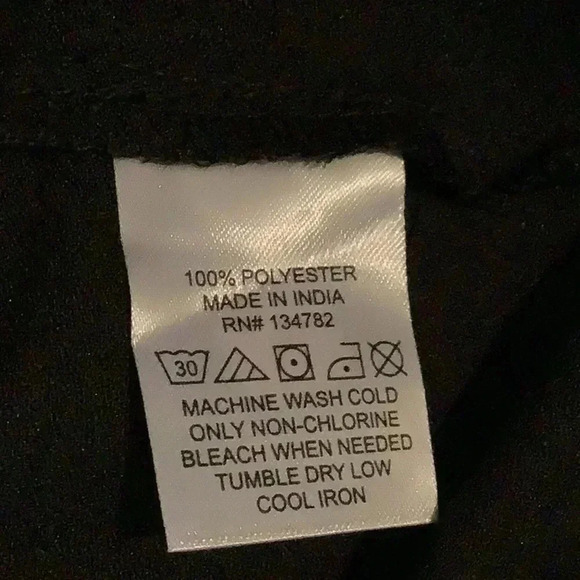 100% POLYESTER
MADE IN INDIA
RN# 134782
30
MACHINE WASH COLD
ONLY NON-CHLORINE
BLEACH WHEN NEEDED
TUMBLE DRY LOW
COOL IRON